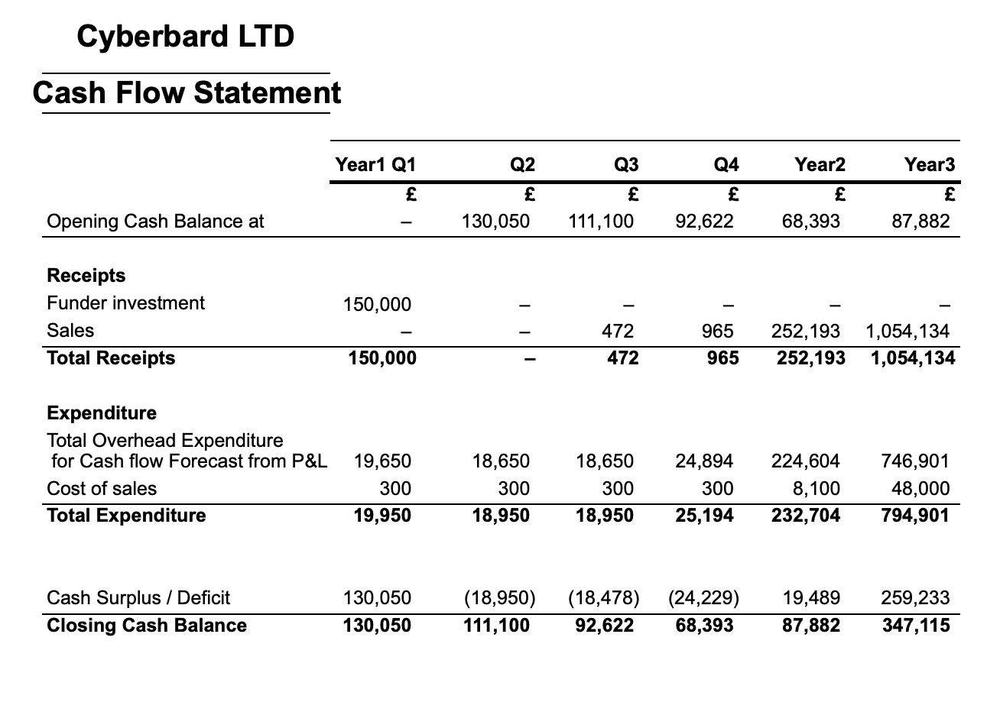 Cyberbard LTD
Cash Flow Statement
Year1 Q1 Q2 Q3 Q4 Year2 Year3
£ £ £ £ £ £
Opening Cash Balance at – 130,050 111,100 92,622 68,393 87,882
Receipts
Funder investment 150,000 – – – – –
Sales – – 472 965 252,193 1,054,134
Total Receipts 150,000 – 472 965 252,193 1,054,134
Expenditure
Total Overhead Expenditure
for Cash flow Forecast from P&L 19,650 18,650 18,650 24,894 224,604 746,901
Cost of sales 300 300 300 300 8,100 48,000
Total Expenditure 19,950 18,950 18,950 25,194 232,704 794,901
Cash Surplus / Deficit 130,050 (18,950) (18,478) (24,229) 19,489 259,233
Closing Cash Balance 130,050 111,100 92,622 68,393 87,882 347,115